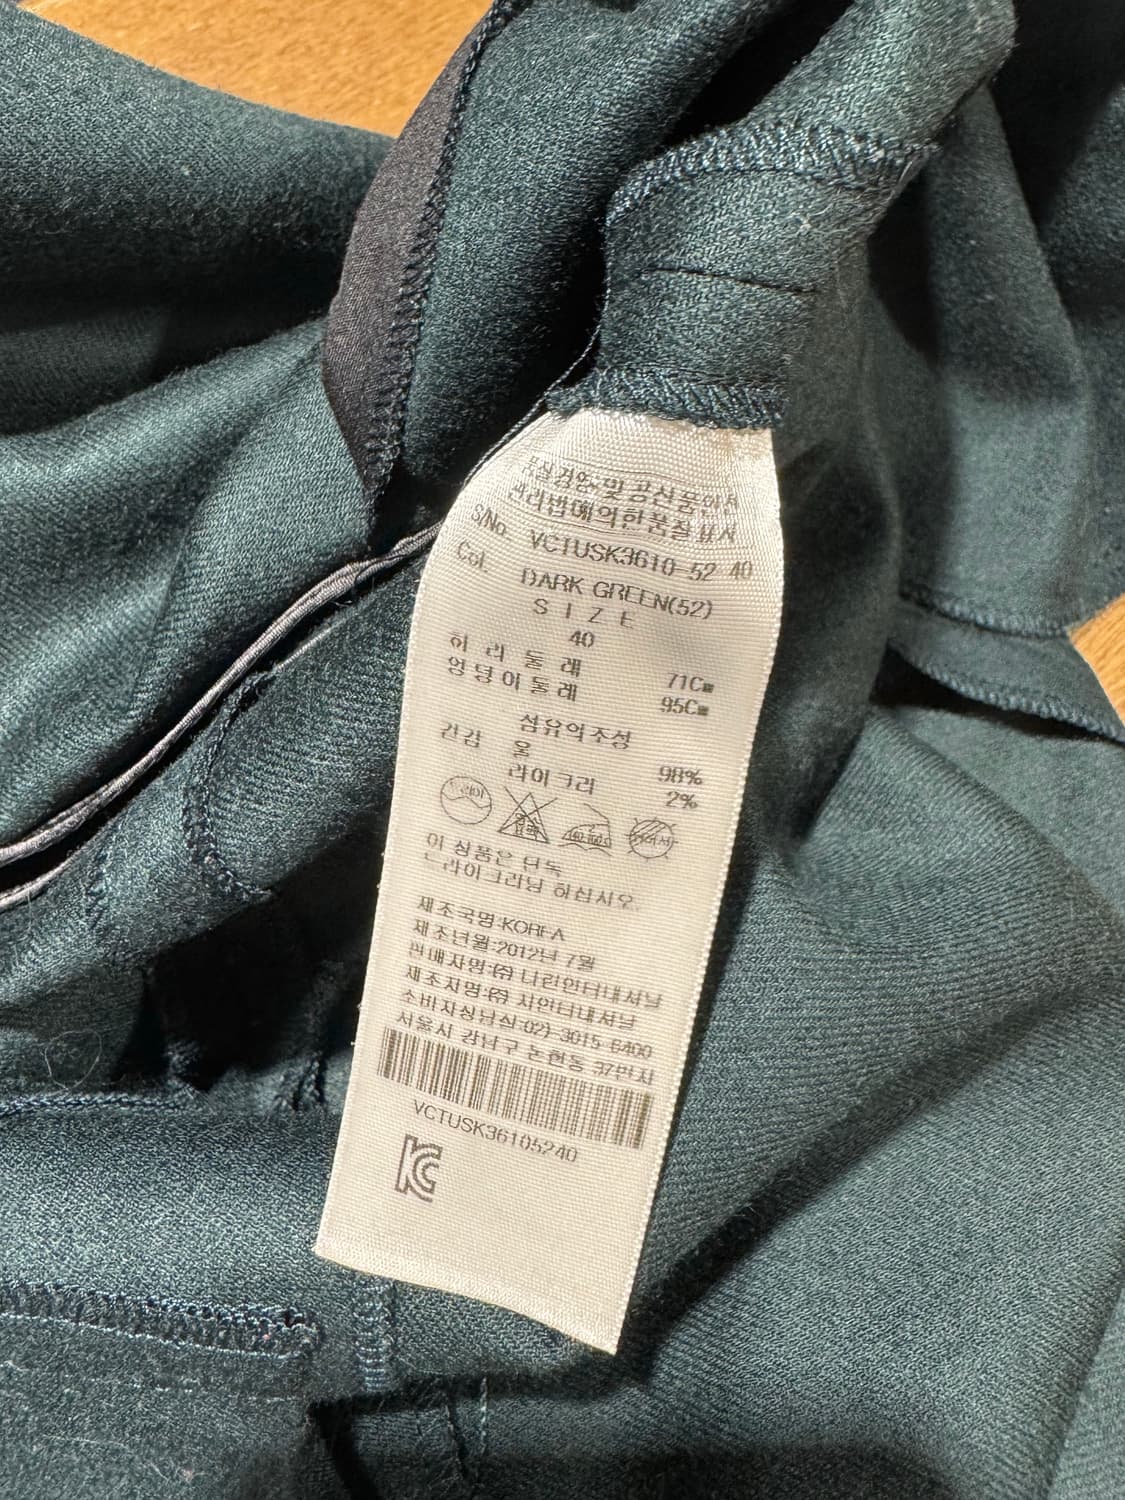 품질경영및공산품안전
관리법에의한품질표시
S/No. VCTUSK3610-52 40
Col. DARK GREEN(52)
SIZE
40
허리둘레 71Cm
엉덩이둘레 95Cm
섬유의조성
겉감 울 98%
라이크라 2%
드라이
이 상품은 단독
드라이크리닝 하십시오.
제조국명:KOREA
제조년월:2012년 7월
판매자명:㈜ 나린인터내셔날
제조자명:㈜ 자인터내셔날
소비자상담실:02)-3015-6400
서울시 강남구 논현동 37번지
VCTUSK36105240
KC